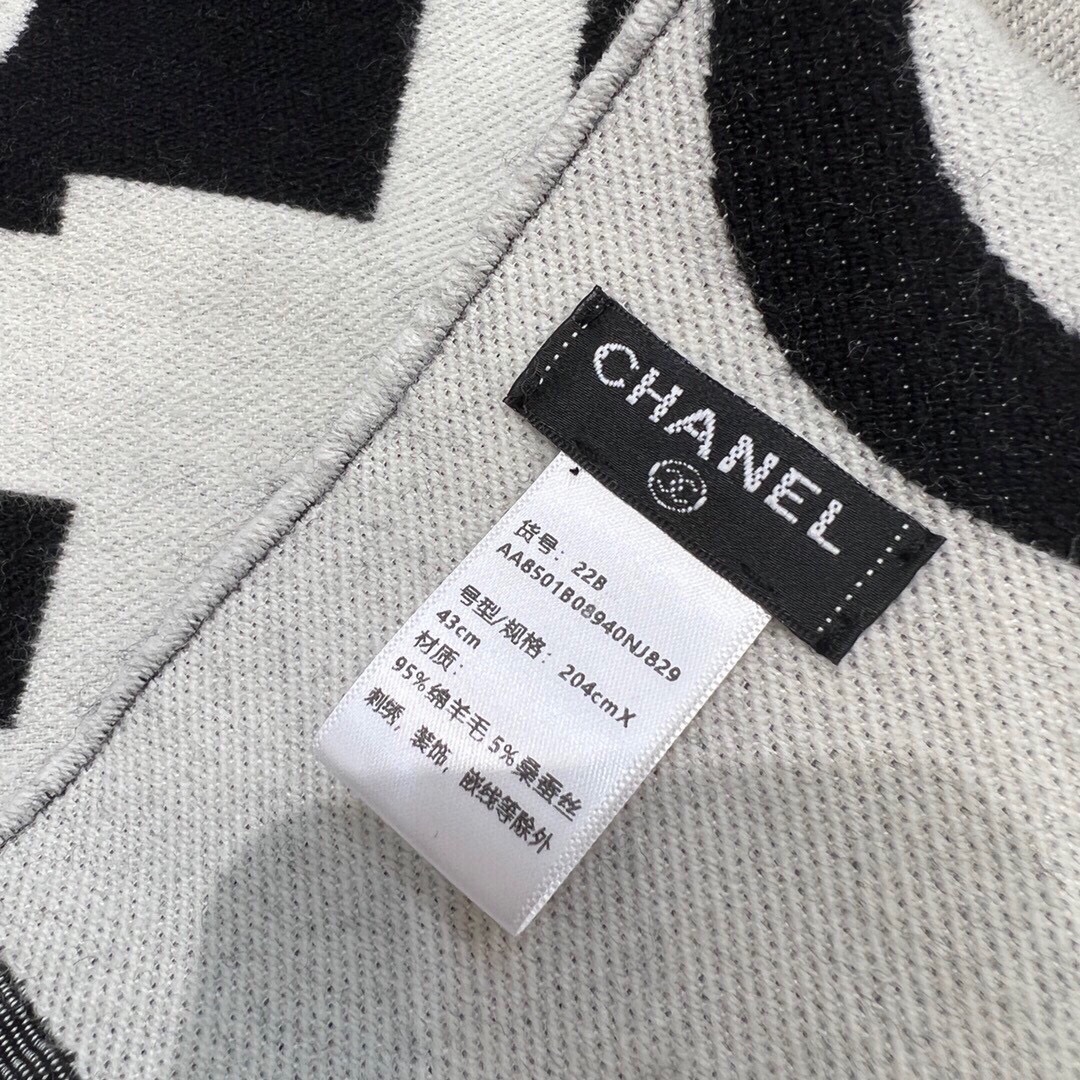 CHANEL
货号：22B
AA8501B08940NJ829
号型/规格：204cmX
43cm
材质：
95%绵羊毛 5%桑蚕丝
刺绣，装饰，嵌线等除外